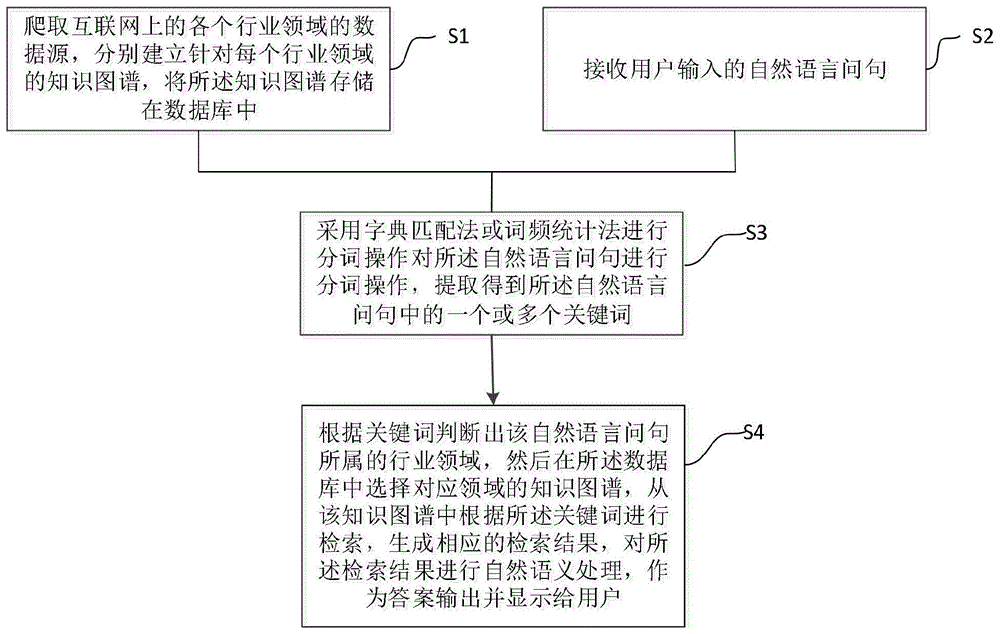 爬取互联网上的各个行业领域的数
据源，分别建立针对每个行业领域
的知识图谱，将所述知识图谱存储
在数据库中
S1
接收用户输入的自然语言问句
S2
采用字典匹配法或词频统计法进行
分词操作对所述自然语言问句进行
分词操作，提取得到所述自然语言
问句中的一个或多个关键词
S3
根据关键词判断出该自然语言问句
所属的行业领域，然后在所述数据
库中选择对应领域的知识图谱，从
该知识图谱中根据所述关键词进行
检索，生成相应的检索结果，对所
述检索结果进行自然语义处理，作
为答案输出并显示给用户
S4